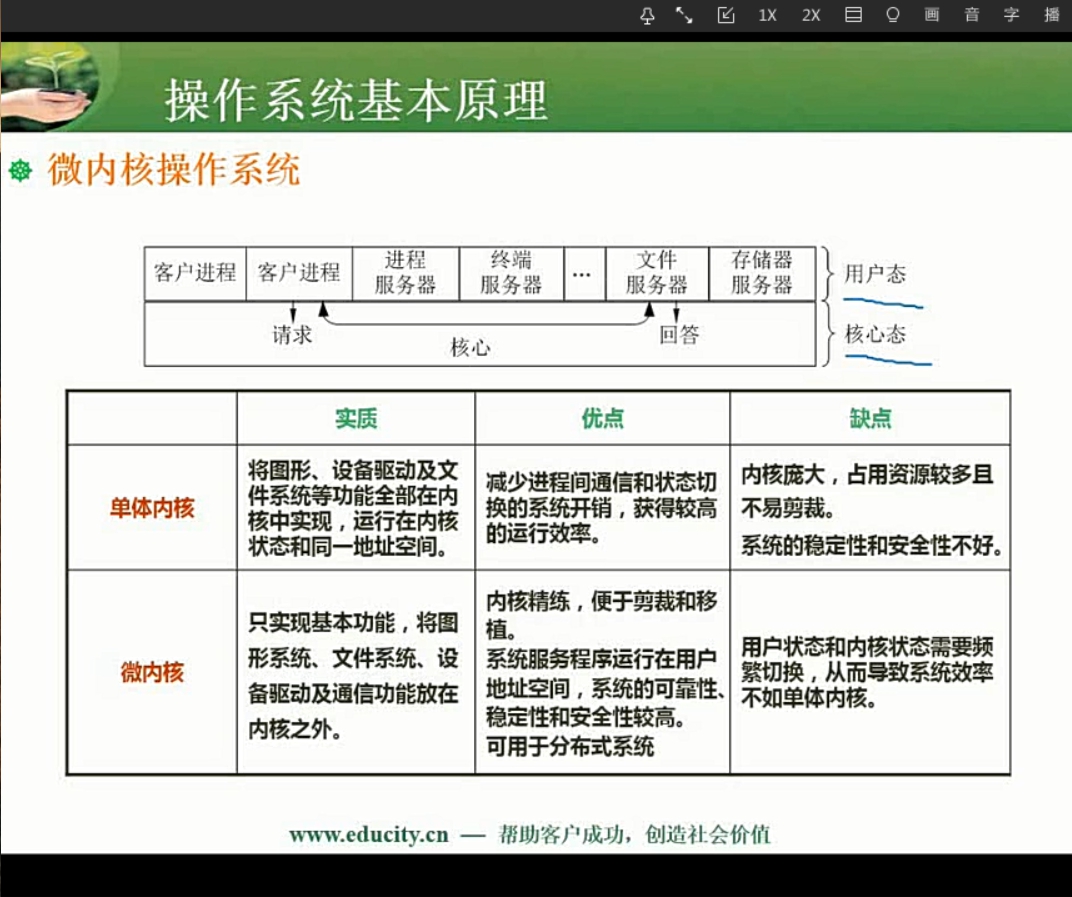 1X 2X 画 音 字 播
操作系统基本原理
微内核操作系统
客户进程 客户进程 进程 服务器 终端 服务器 … 文件 服务器 存储器 服务器 用户态
请求 核心 回答 核心态
实质 优点 缺点
单体内核
将图形、设备驱动及文
件系统等功能全部在内
核中实现，运行在内核
状态和同一地址空间。
减少进程间通信和状态切
换的系统开销，获得较高
的运行效率。
内核庞大，占用资源较多且
不易剪裁。
系统的稳定性和安全性不好。
微内核
只实现基本功能，将图
形系统、文件系统、设
备驱动及通信功能放在
内核之外。
内核精练，便于剪裁和移
植。
系统服务程序运行在用户
地址空间，系统的可靠性、
稳定性和安全性较高。
可用于分布式系统
用户状态和内核状态需要频
繁切换，从而导致系统效率
不如单体内核。
www.educity.cn — 帮助客户成功，创造社会价值